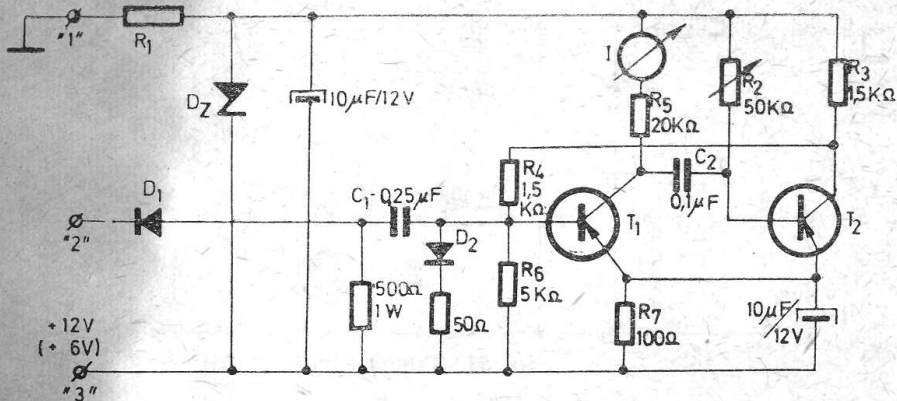 "1"
R1
DZ
10µF/12V
I
R5
20KΩ
R2
50KΩ
R3
1,5KΩ
D1
"2"
C1-0,25µF
D2
R4
1,5
KΩ
T1
C2
0,1µF
T2
500Ω
1W
50Ω
R6
5KΩ
R7
100Ω
10µF/
12V
+12V
(+ 6V)
"3"